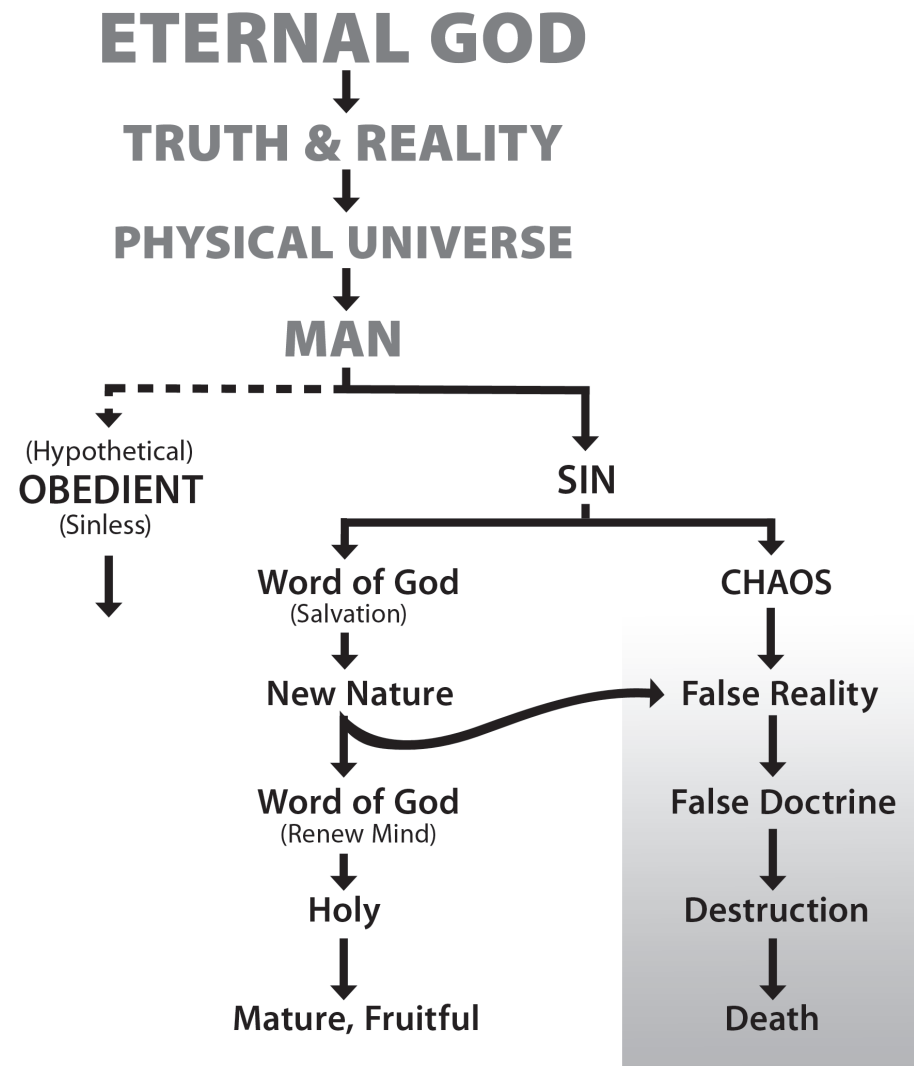 ETERNAL GOD
TRUTH & REALITY
PHYSICAL UNIVERSE
MAN
(Hypothetical)
OBEDIENT
(Sinless)
SIN
Word of God
(Salvation)
CHAOS
New Nature
False Reality
Word of God
(Renew Mind)
False Doctrine
Holy
Destruction
Mature, Fruitful
Death